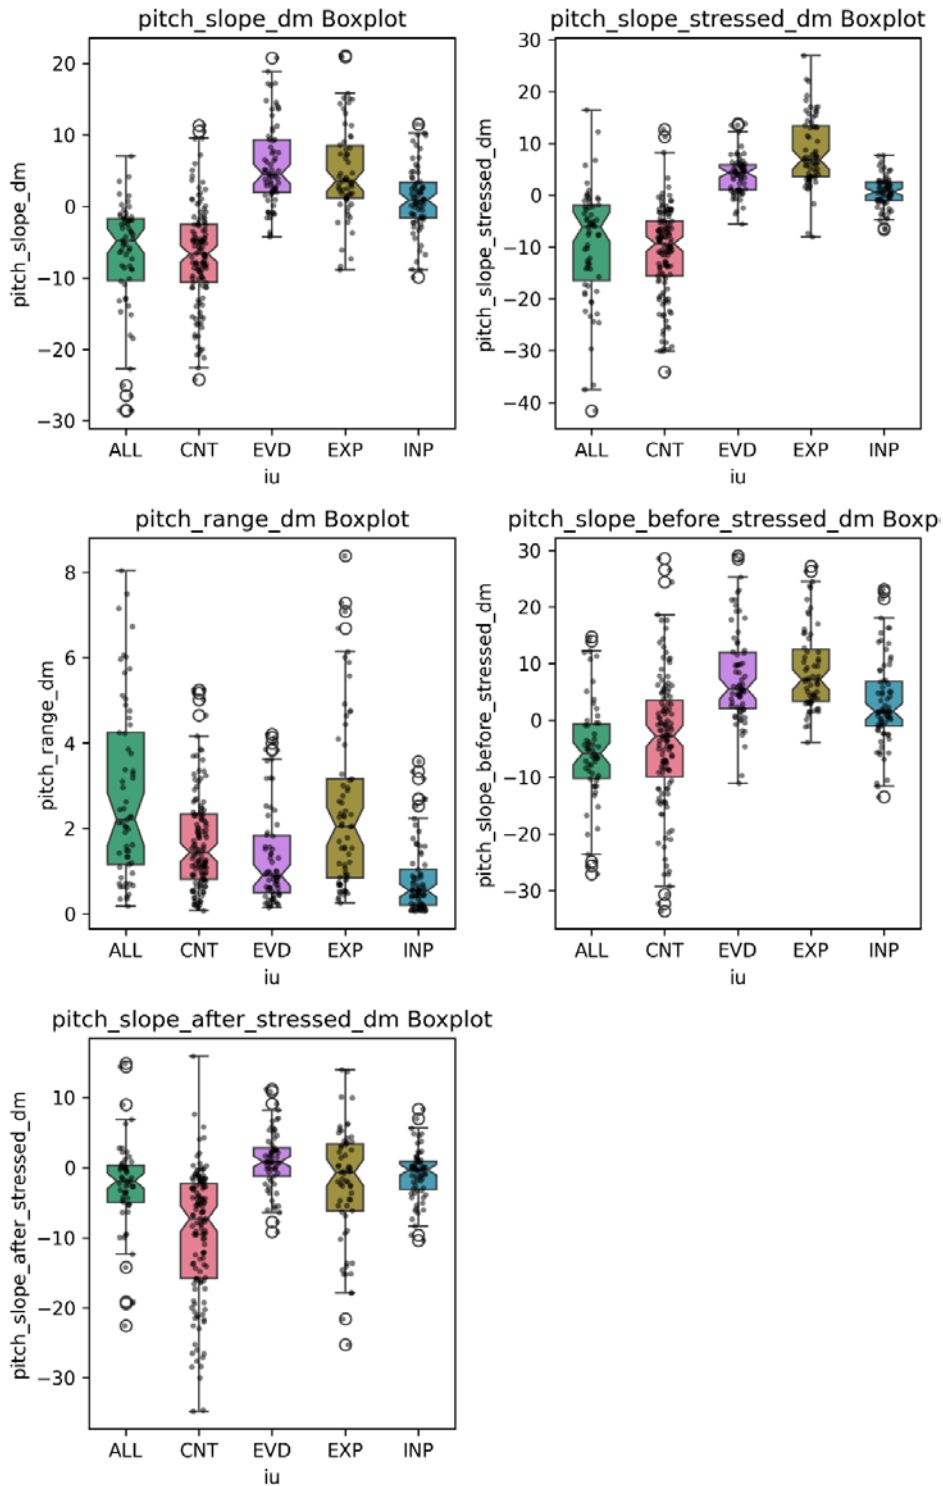 pitch_slope_dm Boxplot
pitch_slope_dm
20
10
0
−10
−20
−30
ALL CNT EVD EXP INP
iu
pitch_slope_stressed_dm Boxplot
pitch_slope_stressed_dm
30
20
10
0
−10
−20
−30
−40
ALL CNT EVD EXP INP
iu
pitch_range_dm Boxplot
pitch_range_dm
8
6
4
2
0
ALL CNT EVD EXP INP
iu
pitch_slope_before_stressed_dm Boxp
pitch_slope_before_stressed_dm
30
20
10
0
−10
−20
−30
ALL CNT EVD EXP INP
iu
pitch_slope_after_stressed_dm Boxplot
pitch_slope_after_stressed_dm
10
0
−10
−20
−30
ALL CNT EVD EXP INP
iu